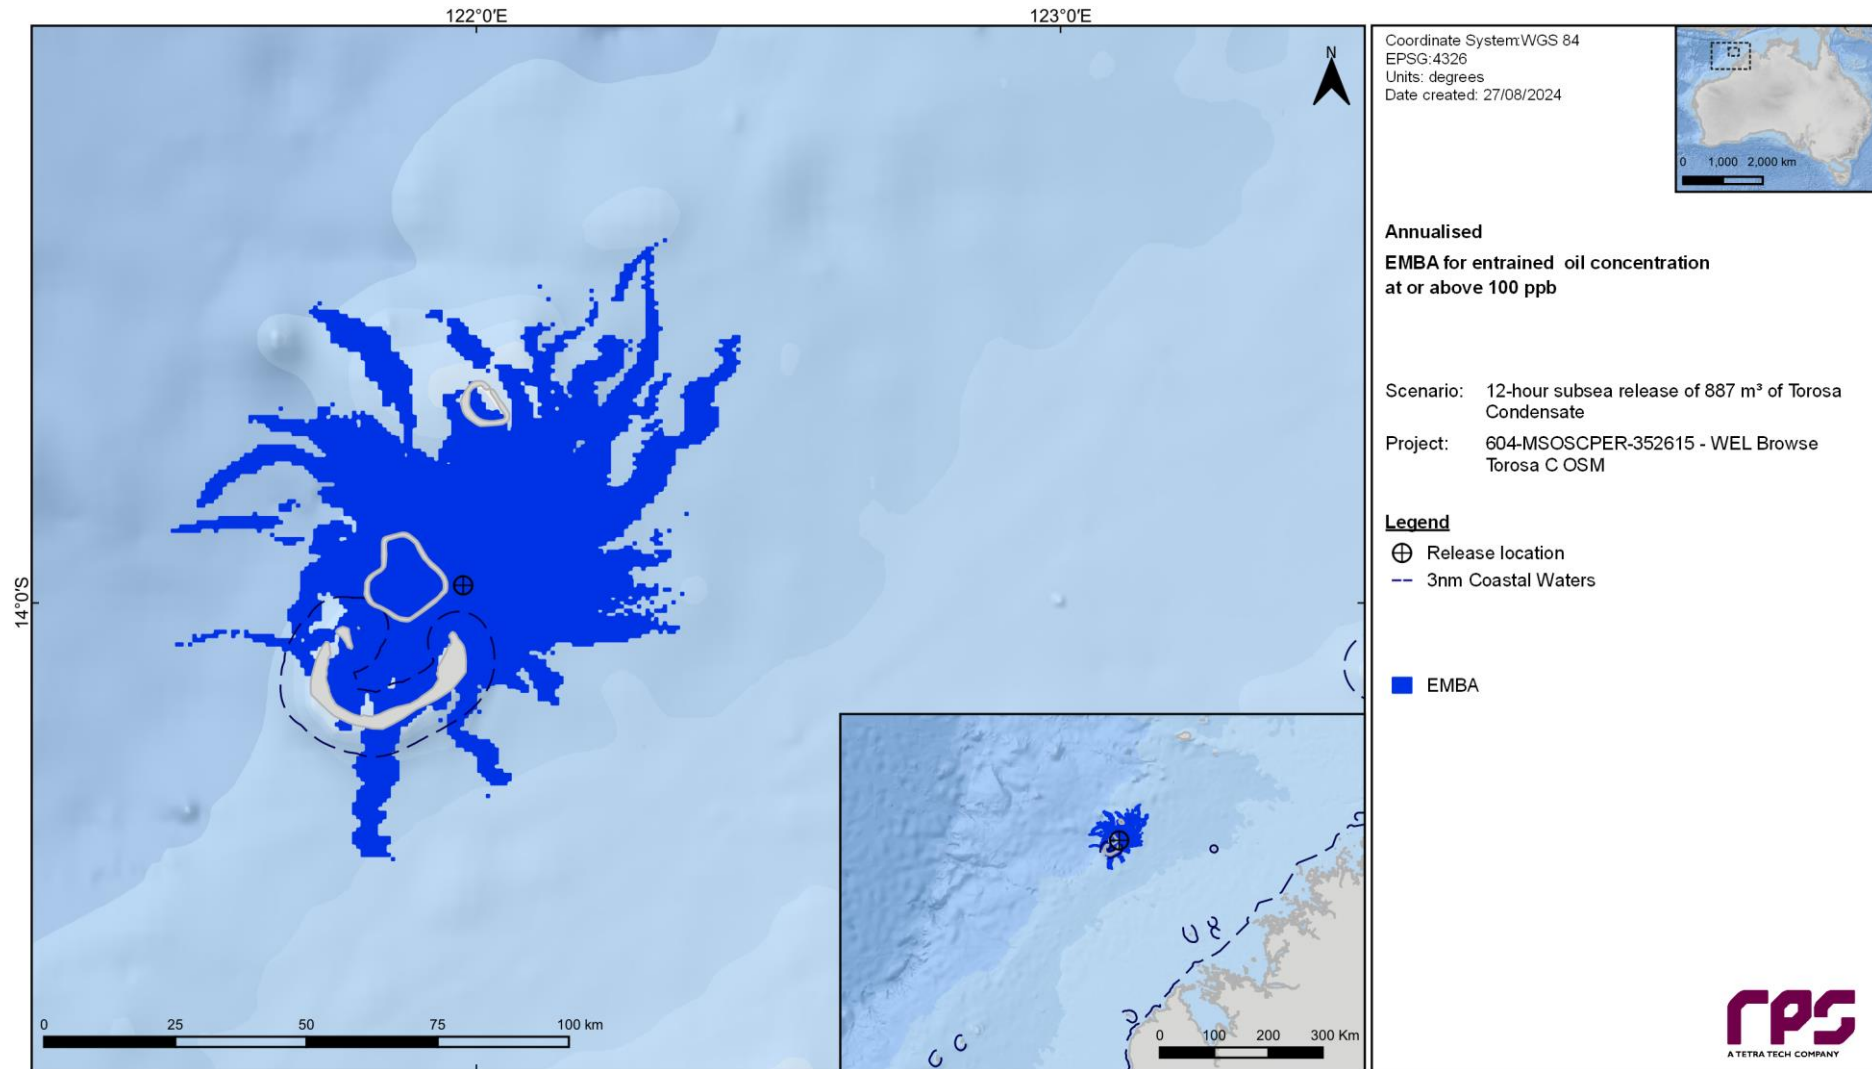 122°0′E
123°0′E
14°0′S
N
0 25 50 75 100 km
0 100 200 300 Km
Coordinate System:WGS 84
EPSG:4326
Units: degrees
Date created: 27/08/2024
0 1,000 2,000 km
Annualised
EMBA for entrained oil concentration
at or above 100 ppb
Scenario: 12-hour subsea release of 887 m³ of Torosa
Condensate
Project: 604-MSOSCPER-352615 - WEL Browse
Torosa C OSM
Legend
Release location
3nm Coastal Waters
EMBA
rps
A TETRA TECH COMPANY